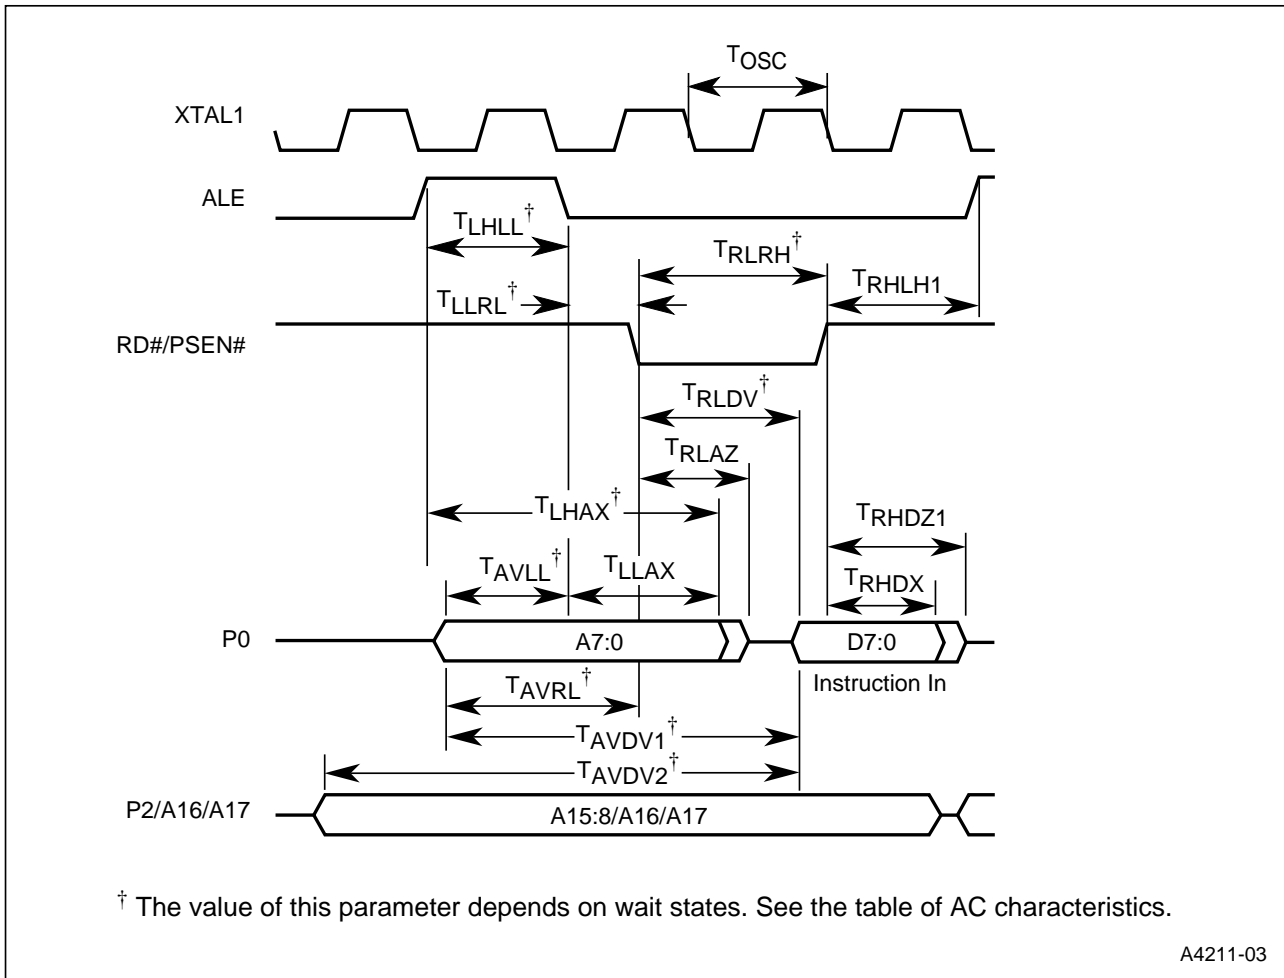 TOSC
XTAL1
ALE
TLHLL†
TRLRH†
TRHLH1
TLLRL†
RD#/PSEN#
TRLDV†
TRLAZ
TLHAX†
TRHDZ1
TAVLL†
TLLAX
TRHDX
P0
A7:0
D7:0
TAVRL†
Instruction In
TAVDV1†
TAVDV2†
P2/A16/A17
A15:8/A16/A17
† The value of this parameter depends on wait states. See the table of AC characteristics.
A4211-03